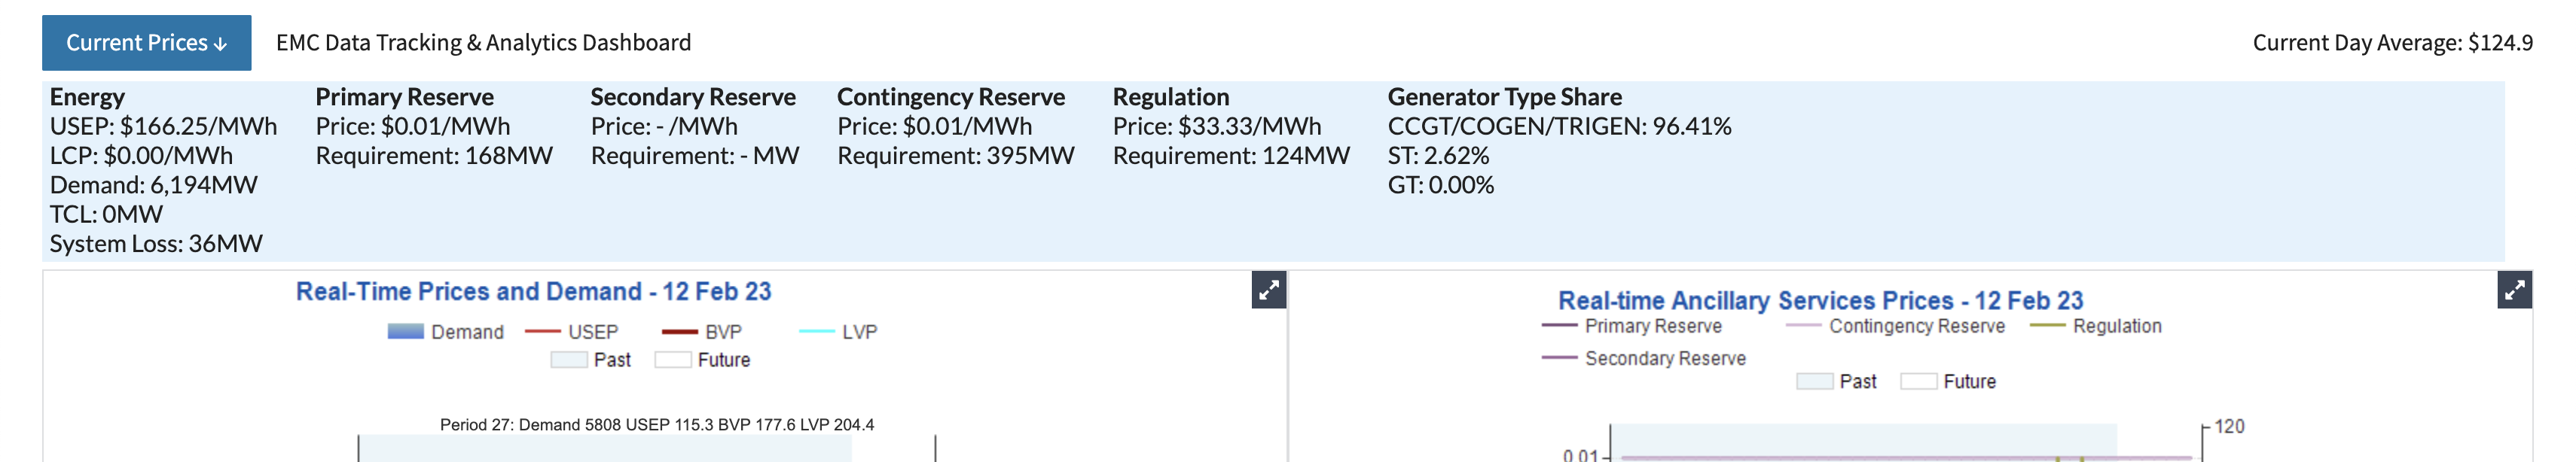 Current Prices ↓ EMC Data Tracking & Analytics Dashboard Current Day Average: $124.9
Energy
USEP: $166.25/MWh
LCP: $0.00/MWh
Demand: 6,194MW
TCL: 0MW
System Loss: 36MW
Primary Reserve
Price: $0.01/MWh
Requirement: 168MW
Secondary Reserve
Price: - /MWh
Requirement: - MW
Contingency Reserve
Price: $0.01/MWh
Requirement: 395MW
Regulation
Price: $33.33/MWh
Requirement: 124MW
Generator Type Share
CCGT/COGEN/TRIGEN: 96.41%
ST: 2.62%
GT: 0.00%
Real-Time Prices and Demand - 12 Feb 23
Demand USEP BVP LVP
Past Future
Period 27: Demand 5808 USEP 115.3 BVP 177.6 LVP 204.4
Real-time Ancillary Services Prices - 12 Feb 23
Primary Reserve Contingency Reserve Regulation
Secondary Reserve
Past Future
120
0.01